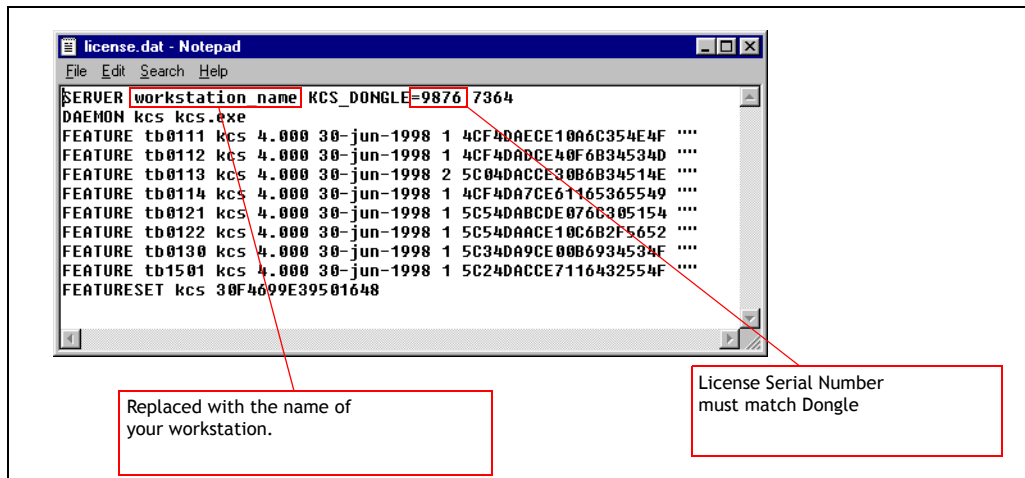 license.dat - Notepad
File Edit Search Help
SERVER workstation_name KCS_DONGLE=9876 7364
DAEMON kcs kcs.exe
FEATURE tb0111 kcs 4.000 30-jun-1998 1 4CF4DAECE10A6C354E4F ""
FEATURE tb0112 kcs 4.000 30-jun-1998 1 4CF4DADCE40F6B34534D ""
FEATURE tb0113 kcs 4.000 30-jun-1998 2 5C04DACCE30B6B34514E ""
FEATURE tb0114 kcs 4.000 30-jun-1998 1 4CF4DA7CE61165365549 ""
FEATURE tb0121 kcs 4.000 30-jun-1998 1 5C54DABCDE076C305154 ""
FEATURE tb0122 kcs 4.000 30-jun-1998 1 5C54DAACE10C6B2F5652 ""
FEATURE tb0130 kcs 4.000 30-jun-1998 1 5C34DA9CE00B6934534F ""
FEATURE tb1501 kcs 4.000 30-jun-1998 1 5C24DACCE7116432554F ""
FEATURESET kcs 30F4699E39501648
Replaced with the name of
your workstation.
License Serial Number
must match Dongle